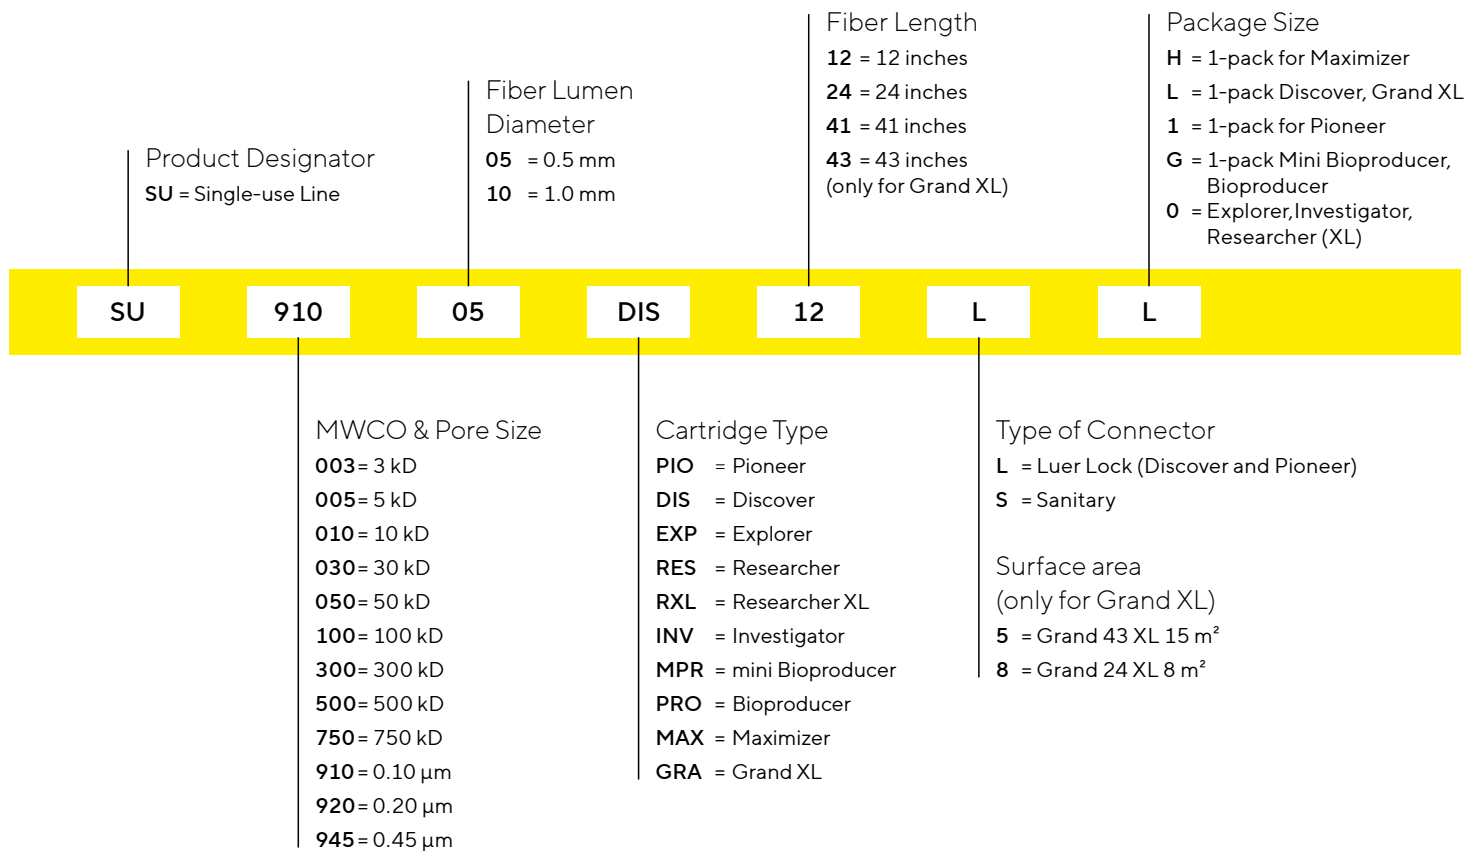 Product Designator
SU = Single-use Line
Fiber Lumen
Diameter
05 = 0.5 mm
10 = 1.0 mm
Fiber Length
12 = 12 inches
24 = 24 inches
41 = 41 inches
43 = 43 inches
(only for Grand XL)
Package Size
H = 1-pack for Maximizer
L = 1-pack Discover, Grand XL
1 = 1-pack for Pioneer
G = 1-pack Mini Bioproducer,
Bioproducer
0 = Explorer,Investigator,
Researcher (XL)
SU 910 05 DIS 12 L L
MWCO & Pore Size
003= 3 kD
005= 5 kD
010= 10 kD
030= 30 kD
050= 50 kD
100= 100 kD
300= 300 kD
500= 500 kD
750= 750 kD
910= 0.10 µm
920= 0.20 µm
945= 0.45 µm
Cartridge Type
PIO = Pioneer
DIS = Discover
EXP = Explorer
RES = Researcher
RXL = Researcher XL
INV = Investigator
MPR = mini Bioproducer
PRO = Bioproducer
MAX = Maximizer
GRA = Grand XL
Type of Connector
L = Luer Lock (Discover and Pioneer)
S = Sanitary
Surface area
(only for Grand XL)
5 = Grand 43 XL 15 m²
8 = Grand 24 XL 8 m²